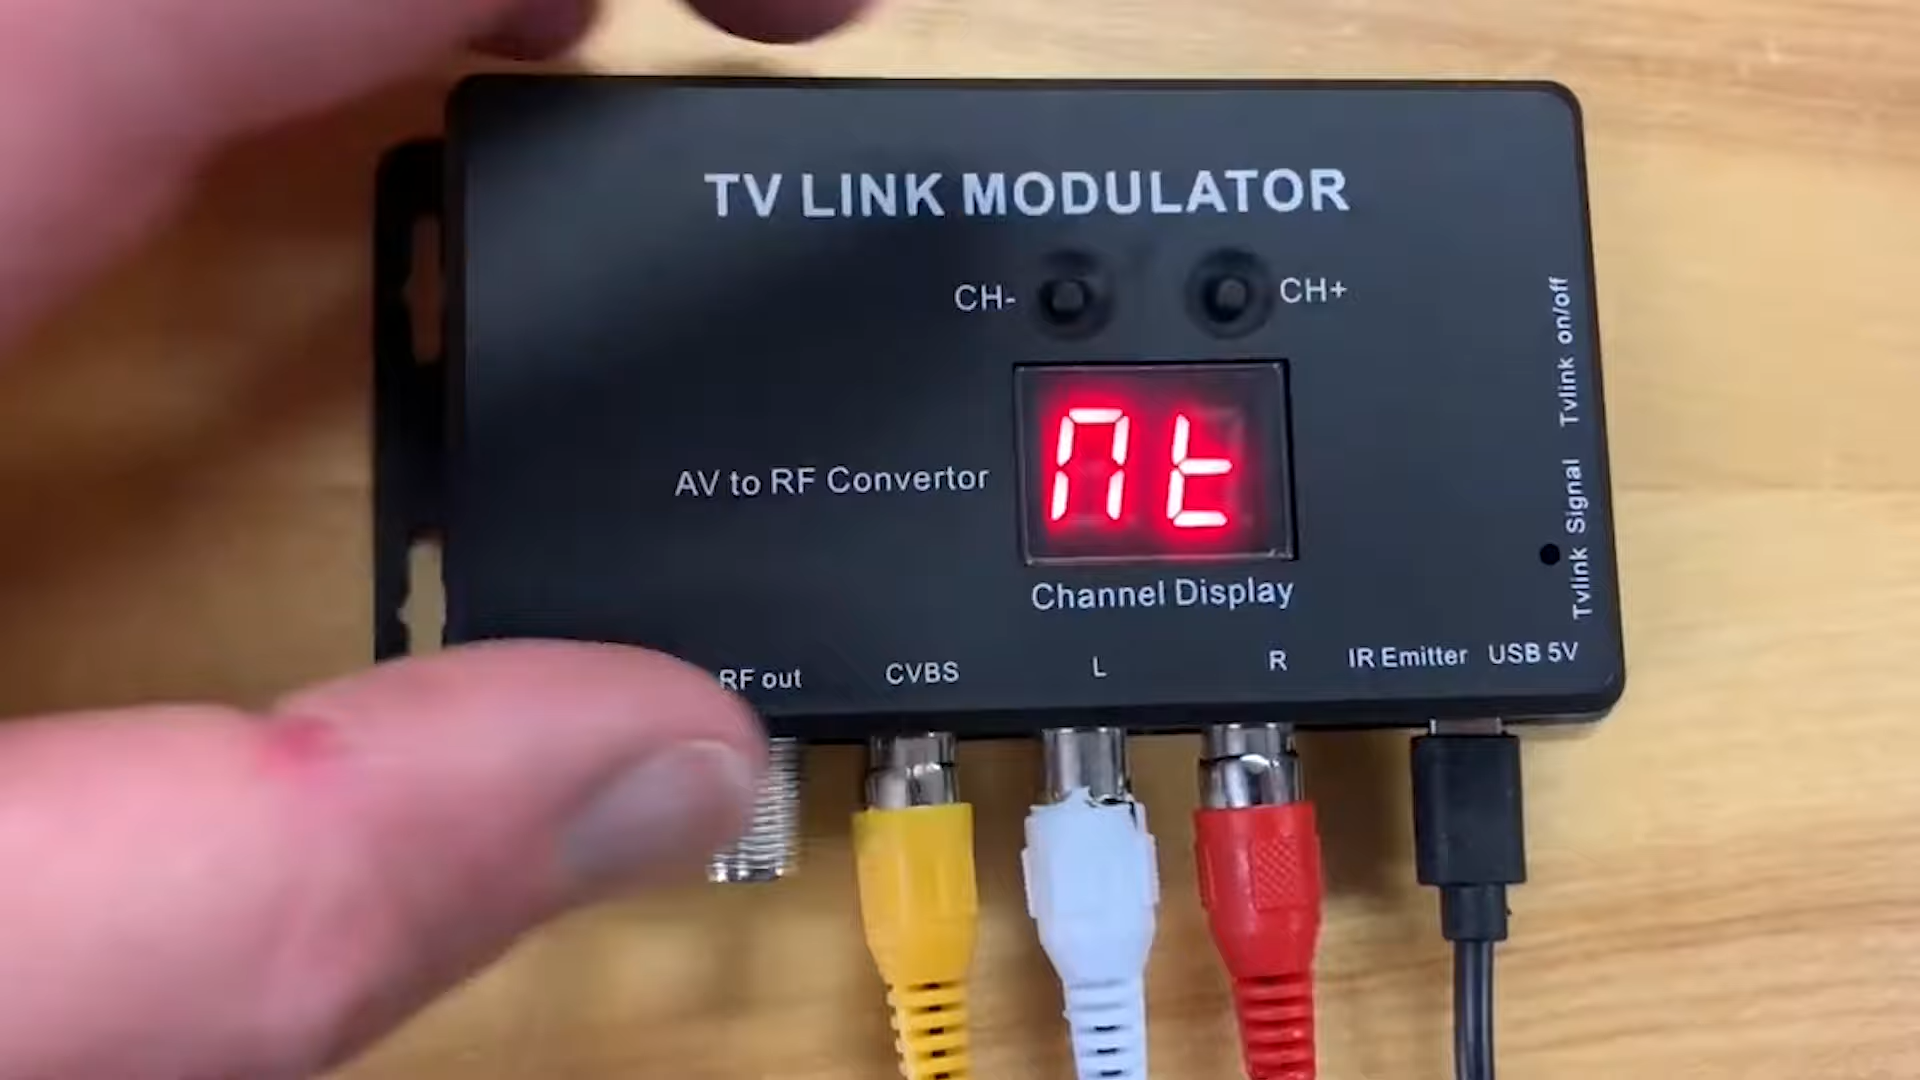 TV LINK MODULATOR
CH-
CH+
AV to RF Convertor
nt
Channel Display
RF out
CVBS
L
R
IR Emitter
USB 5V
Tvlink Signal
Tvlink on/off